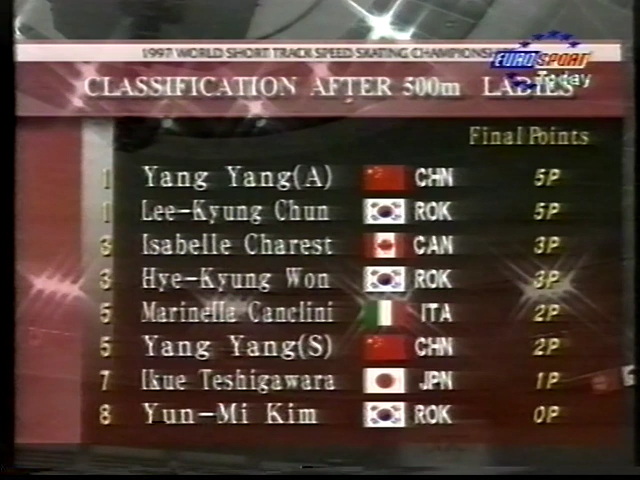 1997 WORLD SHORT TRACK SPEED SKATING
EUROSPORT
Today
CLASSIFICATION AFTER 500m LADIES
Final Points
1 Yang Yang(A) CHN 5P
1 Lee-Kyung Chun ROK 5P
3 Isabelle Charest CAN 3P
3 Hye-Kyung Won ROK 3P
5 Marinella Canclini ITA 2P
5 Yang Yang(S) CHN 2P
7 Ikue Teshigawara JPN 1P
8 Yun-Mi Kim ROK 0P